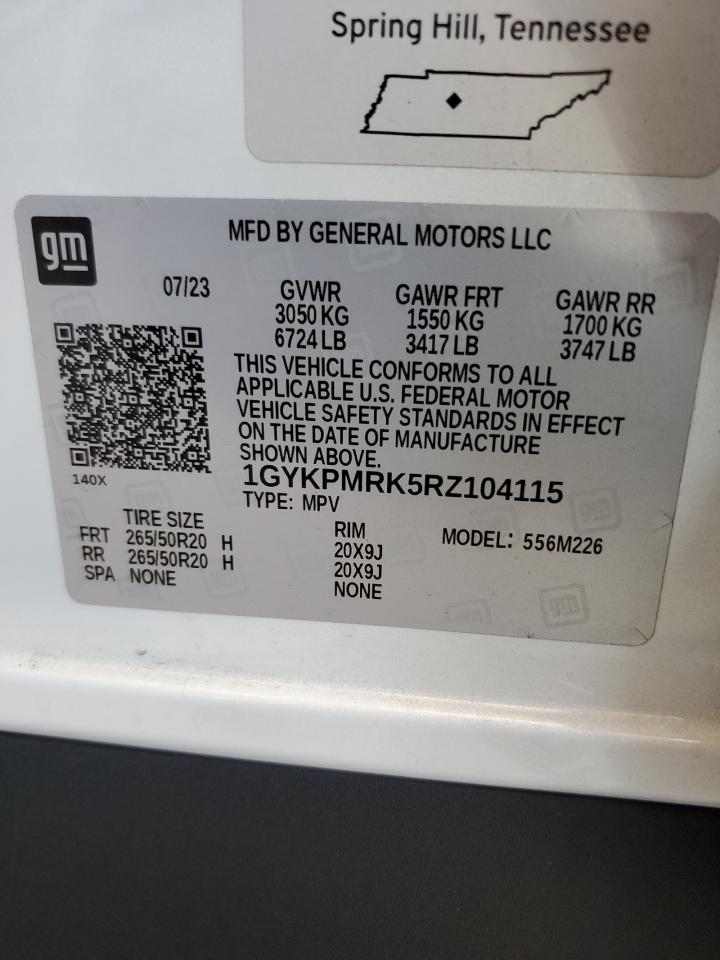 Spring Hill, Tennessee
gm
MFD BY GENERAL MOTORS LLC
07/23
GVWR GAWR FRT GAWR RR
3050 KG 1550 KG 1700 KG
6724 LB 3417 LB 3747 LB
THIS VEHICLE CONFORMS TO ALL
APPLICABLE U.S. FEDERAL MOTOR
VEHICLE SAFETY STANDARDS IN EFFECT
ON THE DATE OF MANUFACTURE
SHOWN ABOVE.
140X
1GYKPMRK5RZ104115
TYPE: MPV
TIRE SIZE RIM MODEL: 556M226
FRT 265/50R20 H 20X9J
RR 265/50R20 H 20X9J
SPA NONE NONE